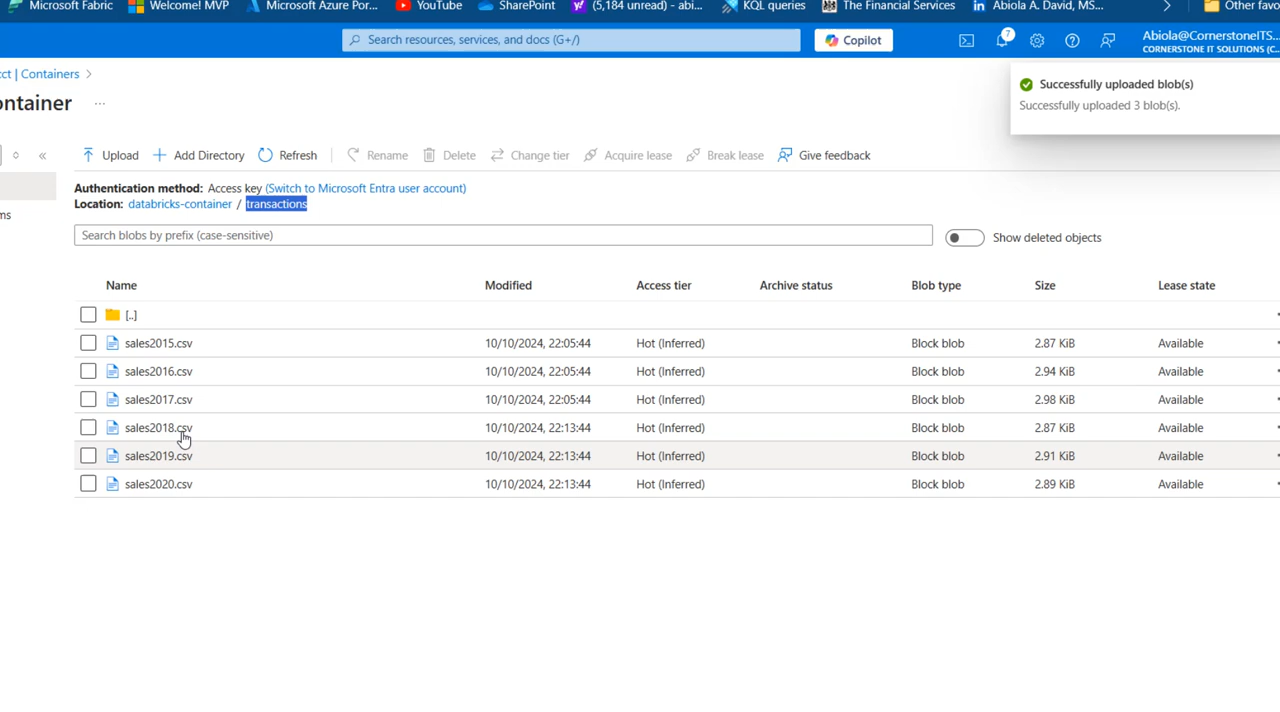 Microsoft Fabric Welcome! MVP Microsoft Azure Por... YouTube SharePoint (5,184 unread) - abi... KQL queries The Financial Services Abiola A. David, MS... Other favo
Search resources, services, and docs (G+/) Copilot 7 Abiola@CornerstoneITS...
CORNERSTONE IT SOLUTIONS (C...
cct | Containers
ontainer ...
Successfully uploaded blob(s)
Successfully uploaded 3 blob(s).
Upload Add Directory Refresh Rename Delete Change tier Acquire lease Break lease Give feedback
Authentication method: Access key (Switch to Microsoft Entra user account)
Location: databricks-container / transactions
ms
Search blobs by prefix (case-sensitive) Show deleted objects
Name Modified Access tier Archive status Blob type Size Lease state
[..]
sales2015.csv 10/10/2024, 22:05:44 Hot (Inferred) Block blob 2.87 KiB Available
sales2016.csv 10/10/2024, 22:05:44 Hot (Inferred) Block blob 2.94 KiB Available
sales2017.csv 10/10/2024, 22:05:44 Hot (Inferred) Block blob 2.98 KiB Available
sales2018.csv 10/10/2024, 22:13:44 Hot (Inferred) Block blob 2.87 KiB Available
sales2019.csv 10/10/2024, 22:13:44 Hot (Inferred) Block blob 2.91 KiB Available
sales2020.csv 10/10/2024, 22:13:44 Hot (Inferred) Block blob 2.89 KiB Available